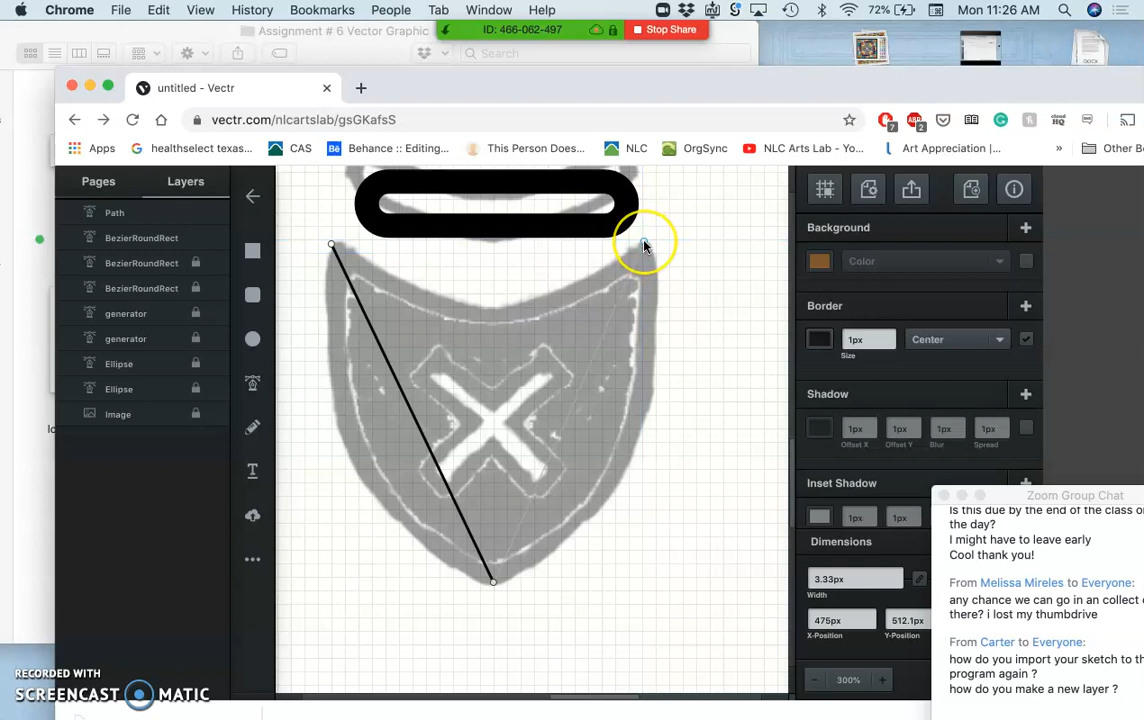 Chrome File Edit View History Bookmarks People Tab Window Help 72% Mon 11:26 AM
ID: 466-062-497 Stop Share
Assignment # 6 Vector Graphic
Search
untitled - Vectr
vectr.com/nlcartslab/gsGKafsS
7 2
Apps healthselect texas... CAS Behance :: Editing... This Person Does... NLC OrgSync NLC Arts Lab - Yo... Art Appreciation |... » Other B
Pages Layers
Path
BezierRoundRect
BezierRoundRect
BezierRoundRect
generator
generator
Ellipse
Ellipse
Image
T
Background
Color
Border
1px Center
Size
Shadow
1px 1px 1px 1px
Offset X Offset Y Blur Spread
Inset Shadow
1px 1px
Dimensions
3.33px
Width
475px 512.1px
X-Position Y-Position
300%
Zoom Group Chat
is this due by the end of the class or
the day?
I might have to leave early
Cool thank you!
From Melissa Mireles to Everyone:
any chance we can go in an collect
there? i lost my thumbdrive
From Carter to Everyone:
how do you import your sketch to th
program again ?
how do you make a new layer ?
RECORDED WITH
SCREENCAST MATIC